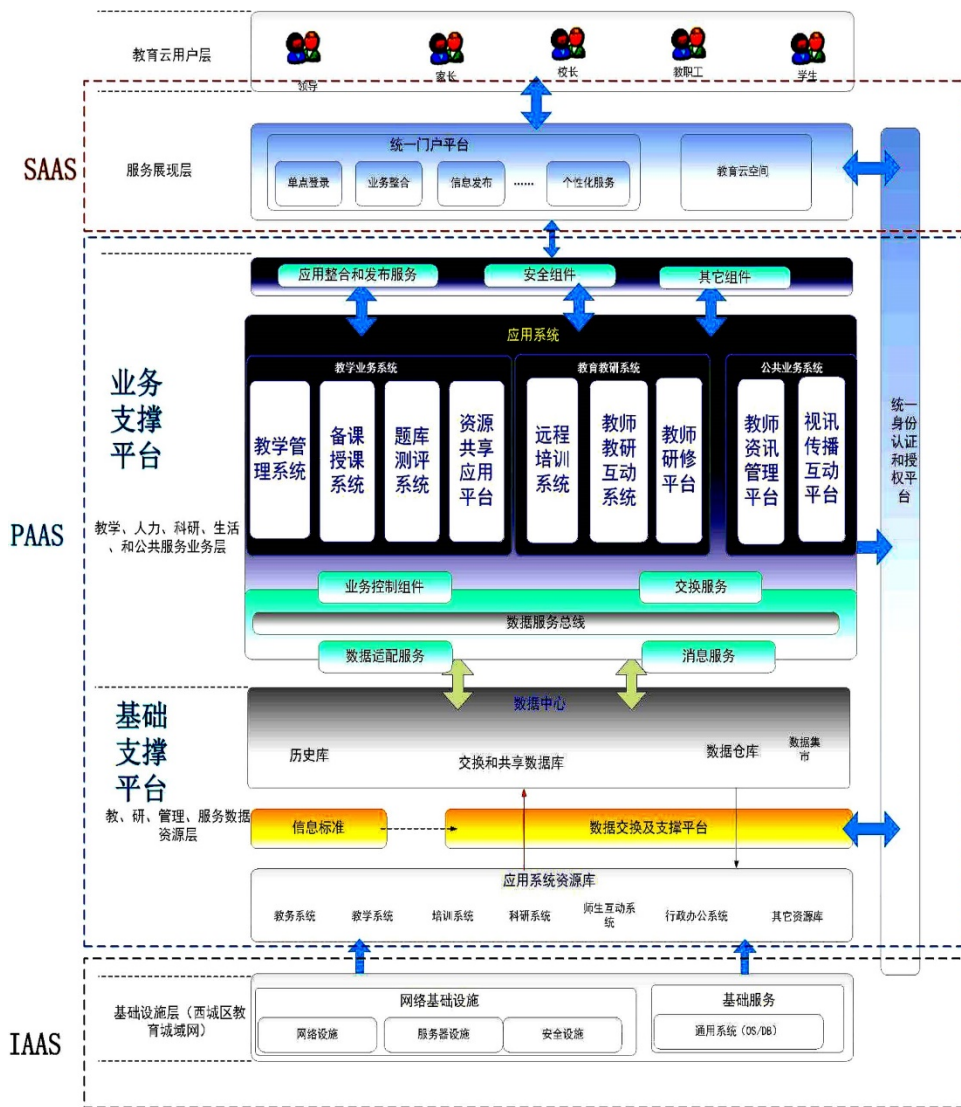 教育云用户层
领导
家长
校长
教职工
学生
SAAS
服务展现层
统一门户平台
单点登录
业务整合
信息发布
......
个性化服务
教育云空间
应用整合和发布服务
安全组件
其它组件
应用系统
教学业务系统
教育教研系统
公共业务系统
教学管
理系统
备课
授课
系统
题库
测评
系统
资源
共享
应用
平台
远程
培训
系统
教师
教研
互动
系统
教师
研修
平台
教师
资讯
管理
平台
视讯
传播
互动
平台
业务
支撑
平台
PAAS
教学、人力、科研、生活
、和公共服务业务层
统一
身份
认证
和授
权平
台
业务控制组件
交换服务
数据服务总线
数据适配服务
消息服务
基础
支撑
平台
教、研、管理、服务数据
资源层
数据中心
历史库
交换和共享数据库
数据仓库
数据集
市
信息标准
数据交换及支撑平台
应用系统资源库
教务系统
教学系统
培训系统
科研系统
师生互动系
统
行政办公系统
其它资源库
IAAS
基础设施层（西城区教
育城域网）
网络基础设施
网络设施
服务器设施
安全设施
基础服务
通用系统（OS/DB）